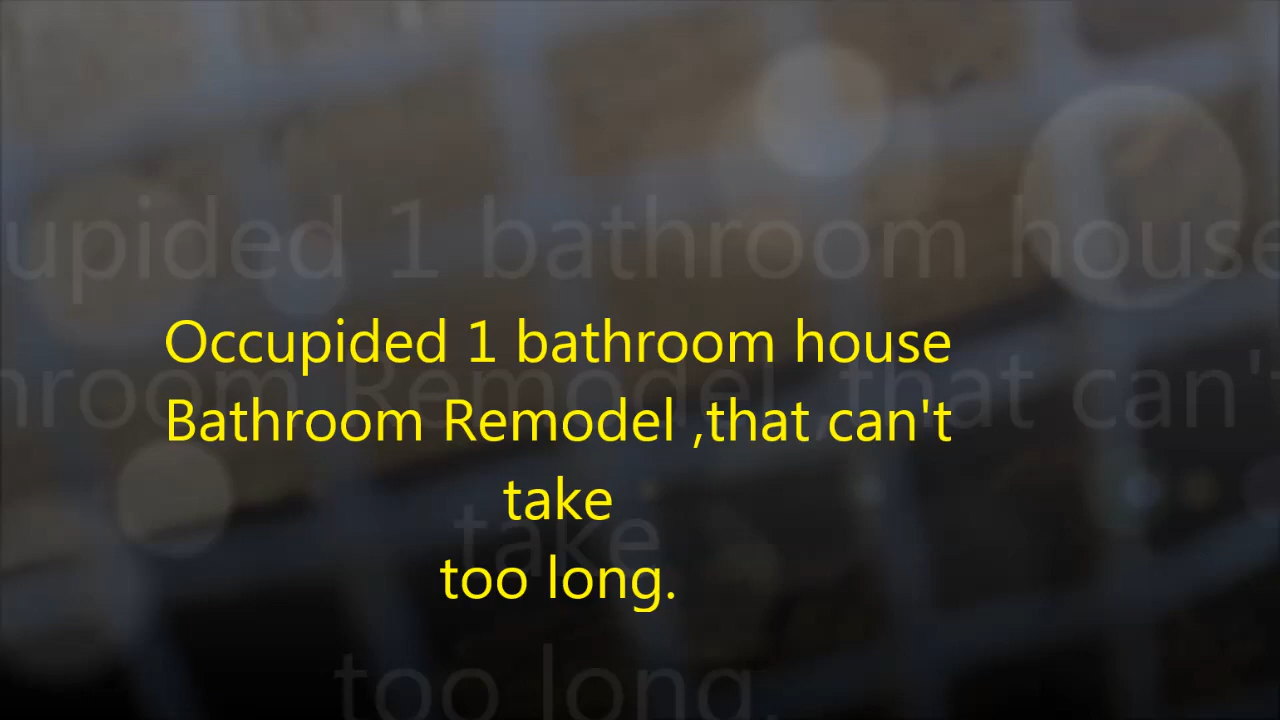 Occupided 1 bathroom house
Bathroom Remodel ,that can't
take
too long.